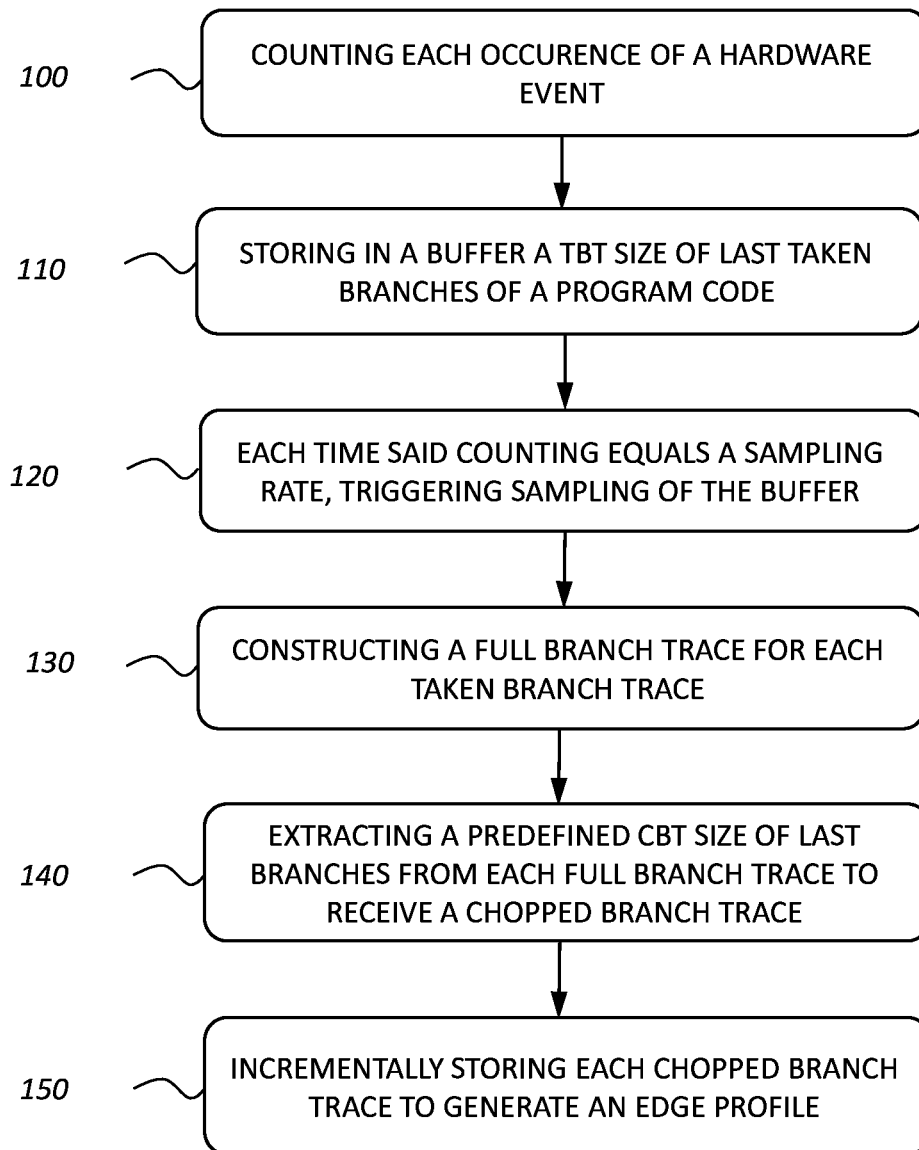 100
COUNTING EACH OCCURENCE OF A HARDWARE
EVENT
110
STORING IN A BUFFER A TBT SIZE OF LAST TAKEN
BRANCHES OF A PROGRAM CODE
120
EACH TIME SAID COUNTING EQUALS A SAMPLING
RATE, TRIGGERING SAMPLING OF THE BUFFER
130
CONSTRUCTING A FULL BRANCH TRACE FOR EACH
TAKEN BRANCH TRACE
140
EXTRACTING A PREDEFINED CBT SIZE OF LAST
BRANCHES FROM EACH FULL BRANCH TRACE TO
RECEIVE A CHOPPED BRANCH TRACE
150
INCREMENTALLY STORING EACH CHOPPED BRANCH
TRACE TO GENERATE AN EDGE PROFILE